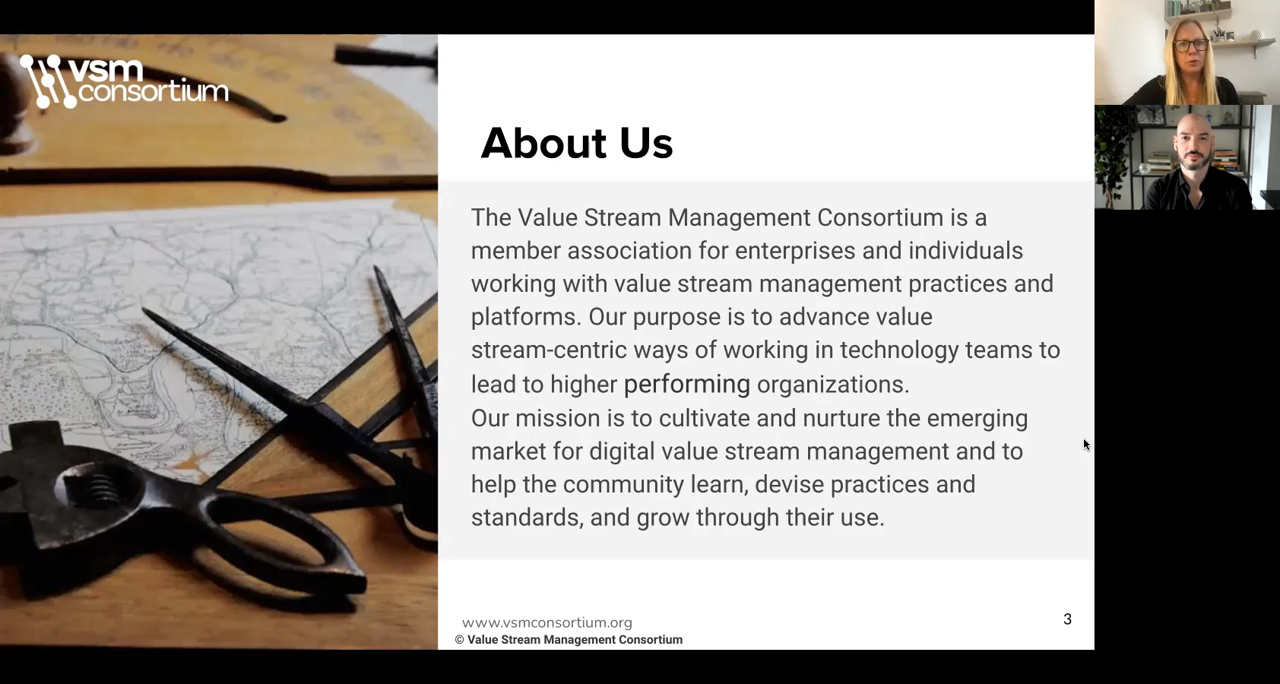 vsm
consortium
About Us
The Value Stream Management Consortium is a
member association for enterprises and individuals
working with value stream management practices and
platforms. Our purpose is to advance value
stream-centric ways of working in technology teams to
lead to higher performing organizations.
Our mission is to cultivate and nurture the emerging
market for digital value stream management and to
help the community learn, devise practices and
standards, and grow through their use.
www.vsmconsortium.org
3
© Value Stream Management Consortium